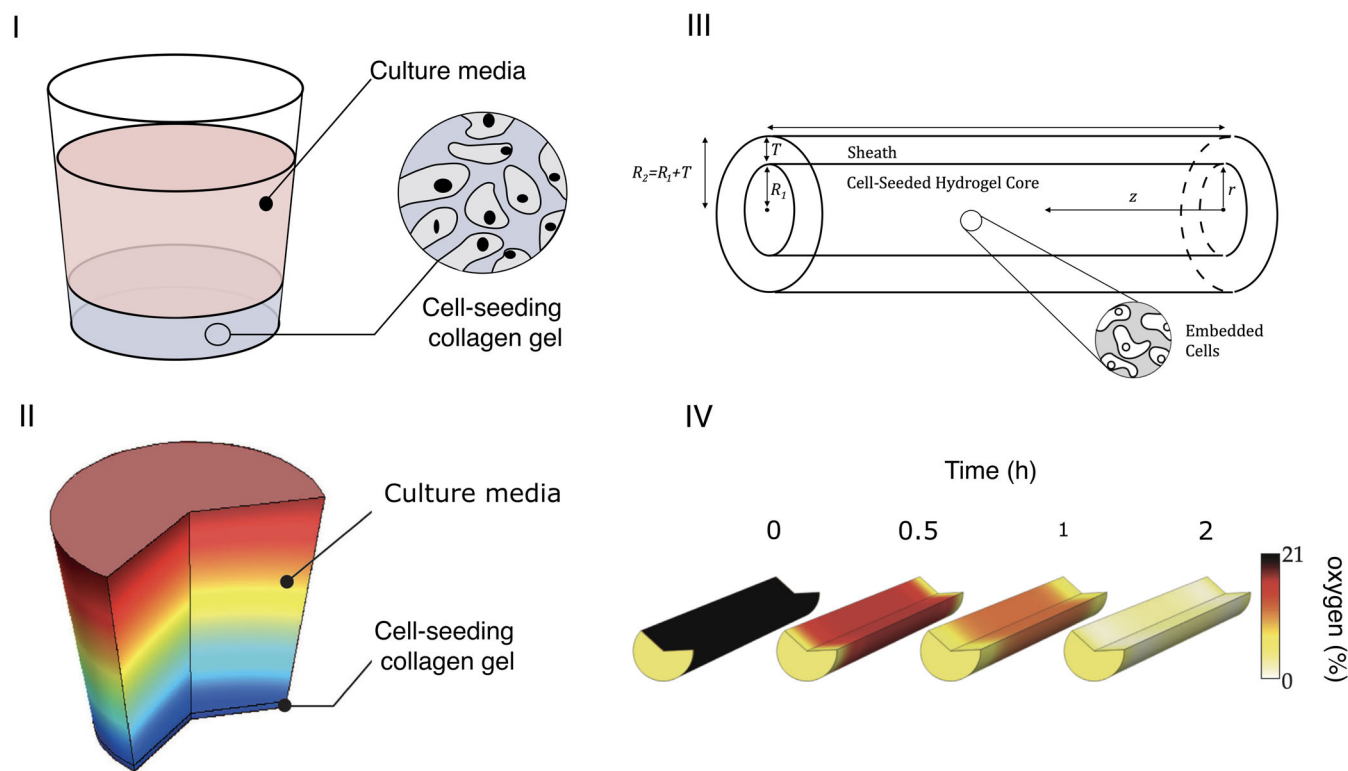 I
Culture media
Cell-seeding
collagen gel
II
Culture media
Cell-seeding
collagen gel
III
T
Sheath
R₂=R₁+T
R₁
Cell-Seeded Hydrogel Core
z
r
Embedded
Cells
IV
Time (h)
0 0.5 1 2
21
0
oxygen (%)